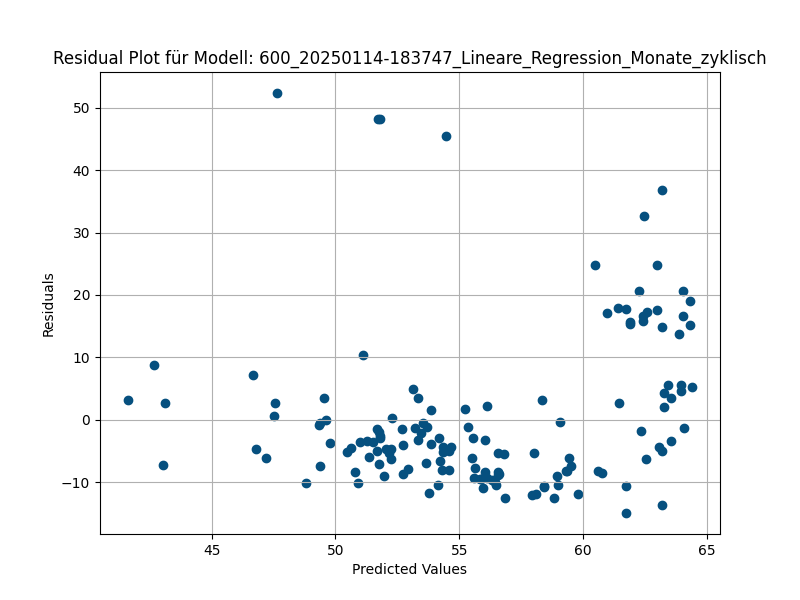 Residual Plot für Modell: 600_20250114-183747_Lineare_Regression_Monate_zyklisch
50
40
30
20
10
0
−10
Residuals
45 50 55 60 65
Predicted Values